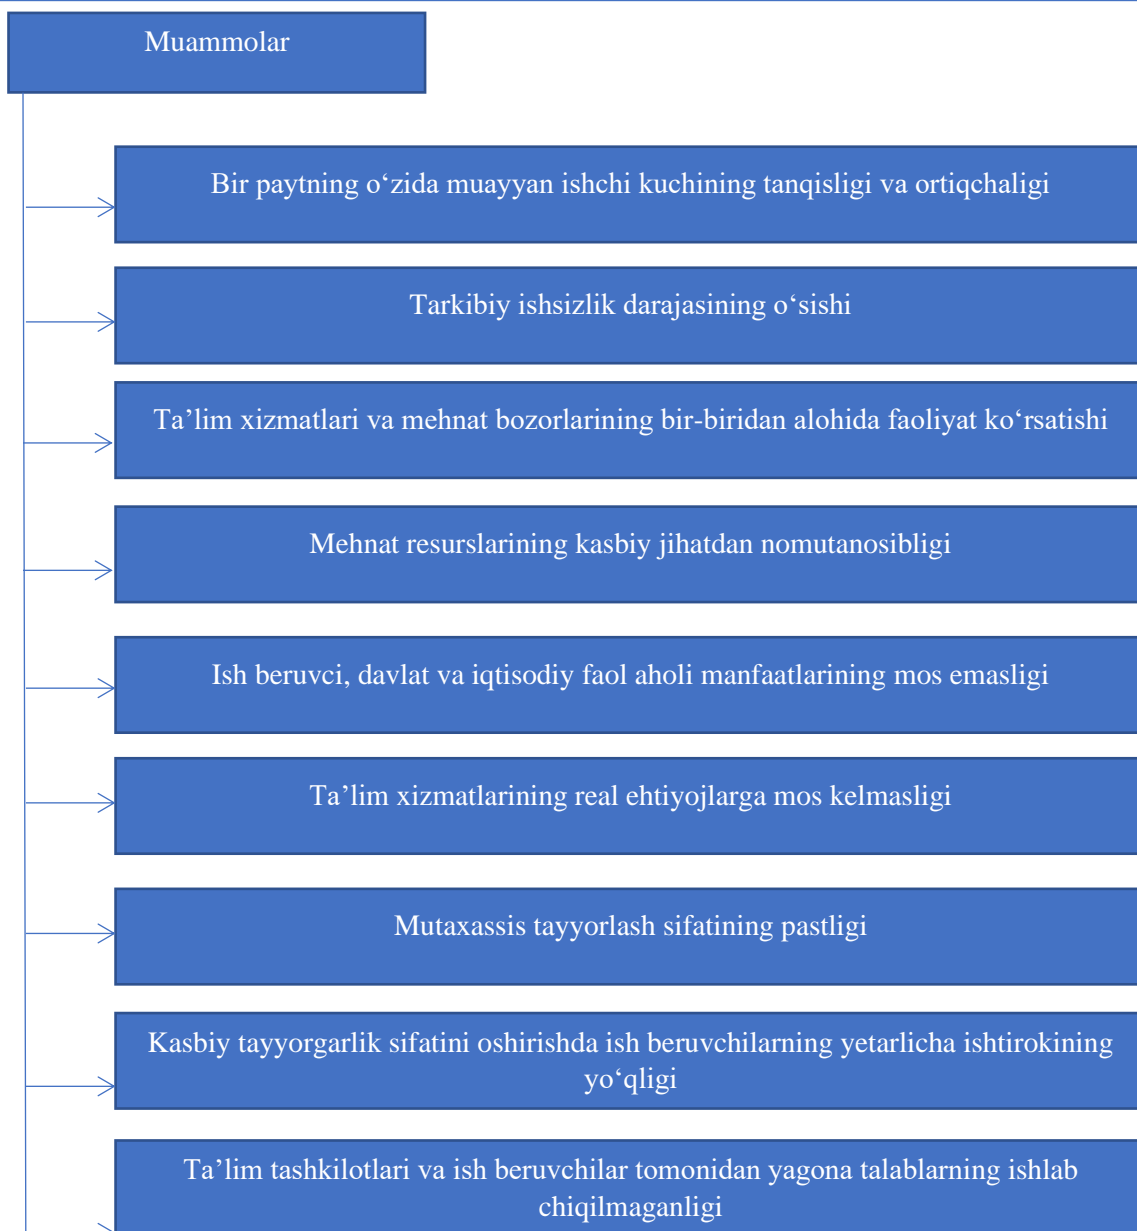 Muammolar
Bir paytning o‘zida muayyan ishchi kuchining tanqisligi va ortiqchaligi
Tarkibiy ishsizlik darajasining o‘sishi
Ta’lim xizmatlari va mehnat bozorlarining bir-biridan alohida faoliyat ko‘rsatishi
Mehnat resurslarining kasbiy jihatdan nomutanosibligi
Ish beruvci, davlat va iqtisodiy faol aholi manfaatlarining mos emasligi
Ta’lim xizmatlarining real ehtiyojlarga mos kelmasligi
Mutaxassis tayyorlash sifatining pastligi
Kasbiy tayyorgarlik sifatini oshirishda ish beruvchilarning yetarlicha ishtirokining
yo‘qligi
Ta’lim tashkilotlari va ish beruvchilar tomonidan yagona talablarning ishlab
chiqilmaganligi